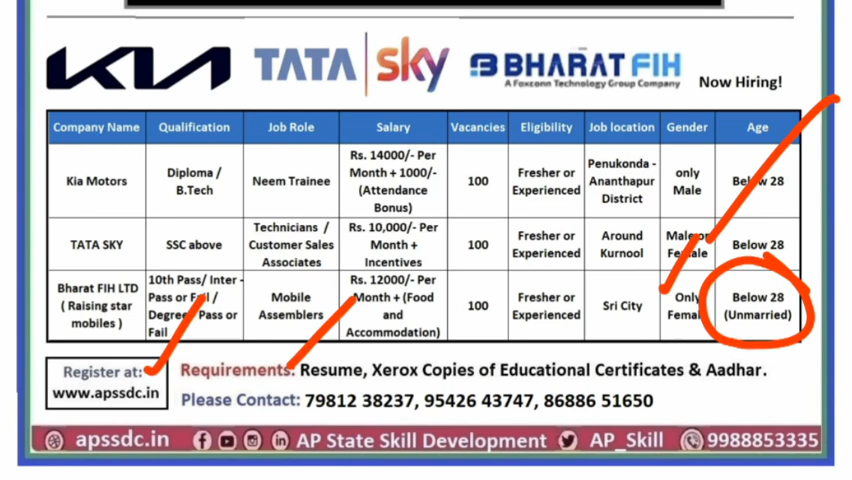 KIA TATA sky BHARAT FIH
A Foxconn Technology Group Company
Now Hiring!
Company Name Qualification Job Role Salary Vacancies Eligibility Job location Gender Age
Kia Motors Diploma / B.Tech Neem Trainee Rs. 14000/- Per Month + 1000/- (Attendance Bonus) 100 Fresher or Experienced Penukonda - Ananthapur District only Male Below 28
TATA SKY SSC above Technicians / Customer Sales Associates Rs. 10,000/- Per Month + Incentives 100 Fresher or Experienced Around Kurnool Male or Female Below 28
Bharat FIH LTD ( Raising star mobiles ) 10th Pass/ Inter - Pass or Fail / Degree Pass or Fail Mobile Assemblers Rs. 12000/- Per Month + (Food and Accommodation) 100 Fresher or Experienced Sri City Only Female Below 28 (Unmarried)
Register at:
www.apssdc.in
Requirements: Resume, Xerox Copies of Educational Certificates & Aadhar.
Please Contact: 79812 38237, 95426 43747, 86886 51650
apssdc.in AP State Skill Development AP_Skill 9988853335